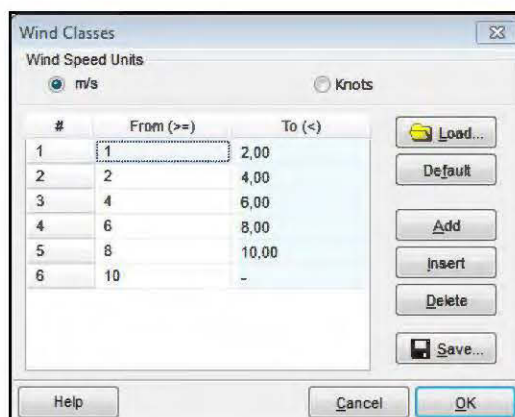 Wind Classes
Wind Speed Units
m/s Knots
# From (>=) To (<)
1 1 2,00
2 2 4,00
3 4 6,00
4 6 8,00
5 8 10,00
6 10 -
Load...
Default
Add
Insert
Delete
Save...
Help Cancel OK